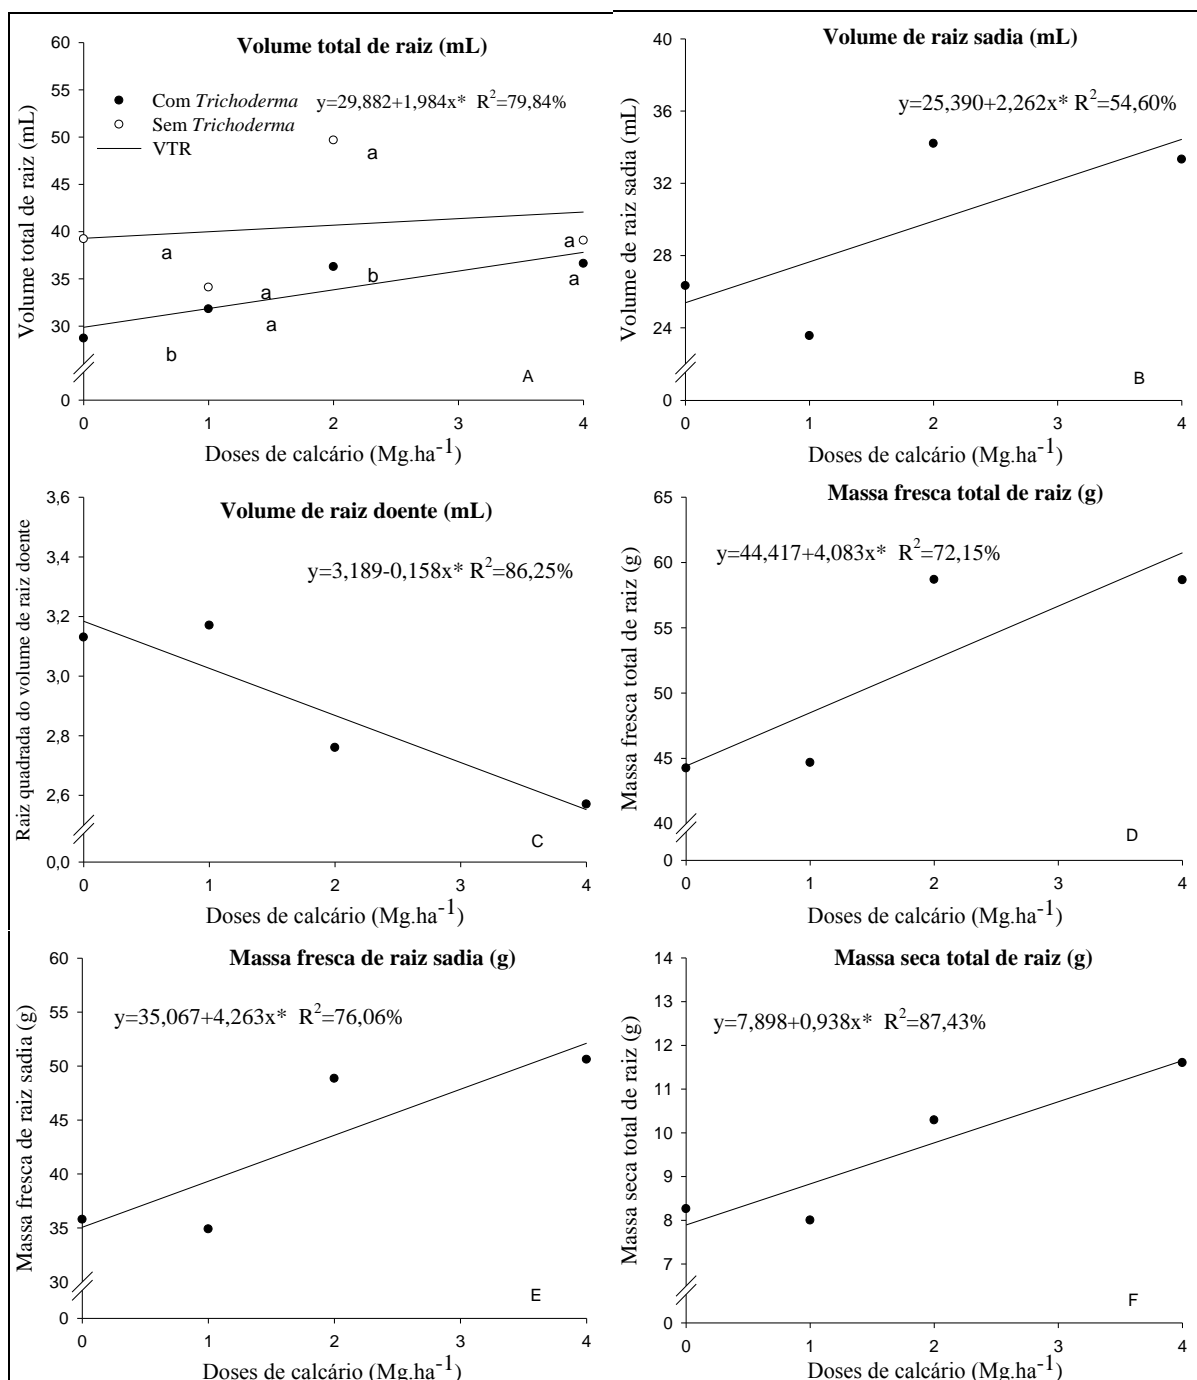 Volume total de raiz (mL)
60
55
50
45
40
35
30
0
Volume total de raiz (mL)
Com Trichoderma
Sem Trichoderma
VTR
y=29,882+1,984x* R²=79,84%
a
a
a
b
a
a
a
b
A
0 1 2 3 4
Doses de calcário (Mg.ha⁻¹)
Volume de raiz sadia (mL)
40
36
32
28
24
0
Volume de raiz sadia (mL)
y=25,390+2,262x* R²=54,60%
B
0 1 2 3 4
Doses de calcário (Mg.ha⁻¹)
Volume de raiz doente (mL)
3,6
3,4
3,2
3,0
2,8
2,6
0,0
Raiz quadrada do volume de raiz doente
y=3,189-0,158x* R²=86,25%
C
0 1 2 3 4
Doses de calcário (Mg.ha⁻¹)
Massa fresca total de raiz (g)
65
60
55
50
45
40
0
Massa fresca total de raiz (g)
y=44,417+4,083x* R²=72,15%
D
0 1 2 3 4
Doses de calcário (Mg.ha⁻¹)
Massa fresca de raiz sadia (g)
60
55
50
45
40
35
30
0
Massa fresca de raiz sadia (g)
y=35,067+4,263x* R²=76,06%
E
0 1 2 3 4
Doses de calcário (Mg.ha⁻¹)
Massa seca total de raiz (g)
14
13
12
11
10
9
8
7
0
Massa seca total de raiz (g)
y=7,898+0,938x* R²=87,43%
F
0 1 2 3 4
Doses de calcário (Mg.ha⁻¹)